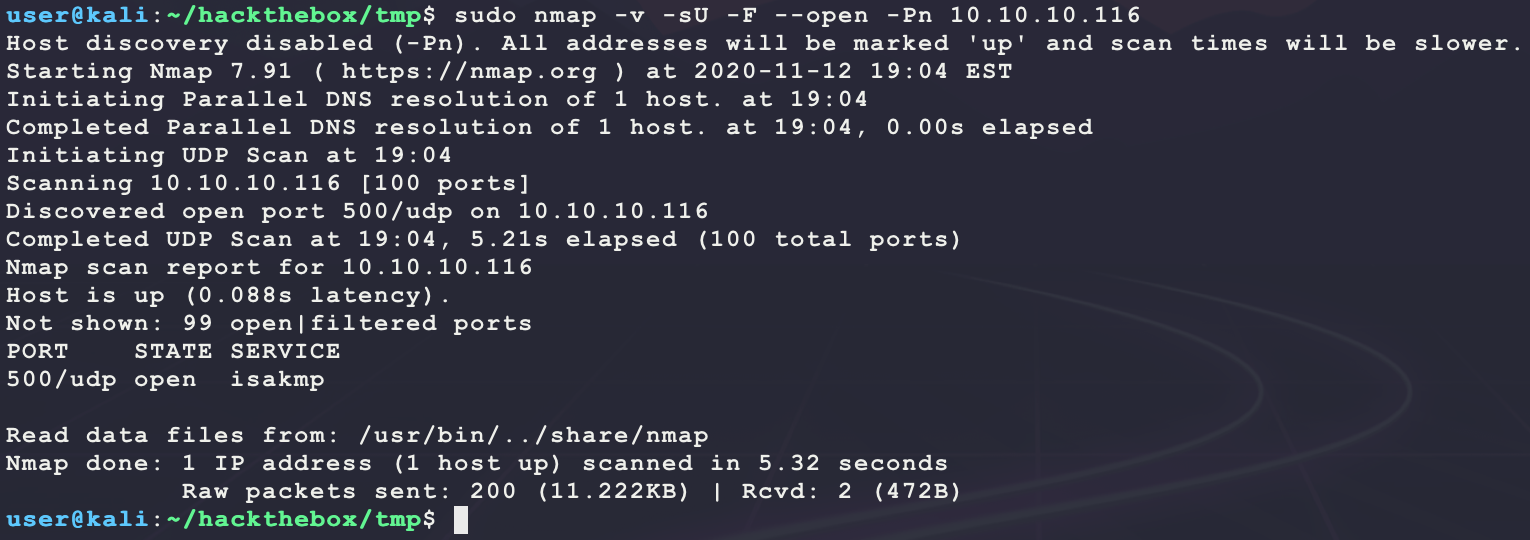 user@kali:~/hackthebox/tmp$ sudo nmap -v -sU -F --open -Pn 10.10.10.116
Host discovery disabled (-Pn). All addresses will be marked 'up' and scan times will be slower.
Starting Nmap 7.91 ( https://nmap.org ) at 2020-11-12 19:04 EST
Initiating Parallel DNS resolution of 1 host. at 19:04
Completed Parallel DNS resolution of 1 host. at 19:04, 0.00s elapsed
Initiating UDP Scan at 19:04
Scanning 10.10.10.116 [100 ports]
Discovered open port 500/udp on 10.10.10.116
Completed UDP Scan at 19:04, 5.21s elapsed (100 total ports)
Nmap scan report for 10.10.10.116
Host is up (0.088s latency).
Not shown: 99 open|filtered ports
PORT    STATE SERVICE
500/udp open  isakmp

Read data files from: /usr/bin/../share/nmap
Nmap done: 1 IP address (1 host up) scanned in 5.32 seconds
           Raw packets sent: 200 (11.222KB) | Rcvd: 2 (472B)
user@kali:~/hackthebox/tmp$